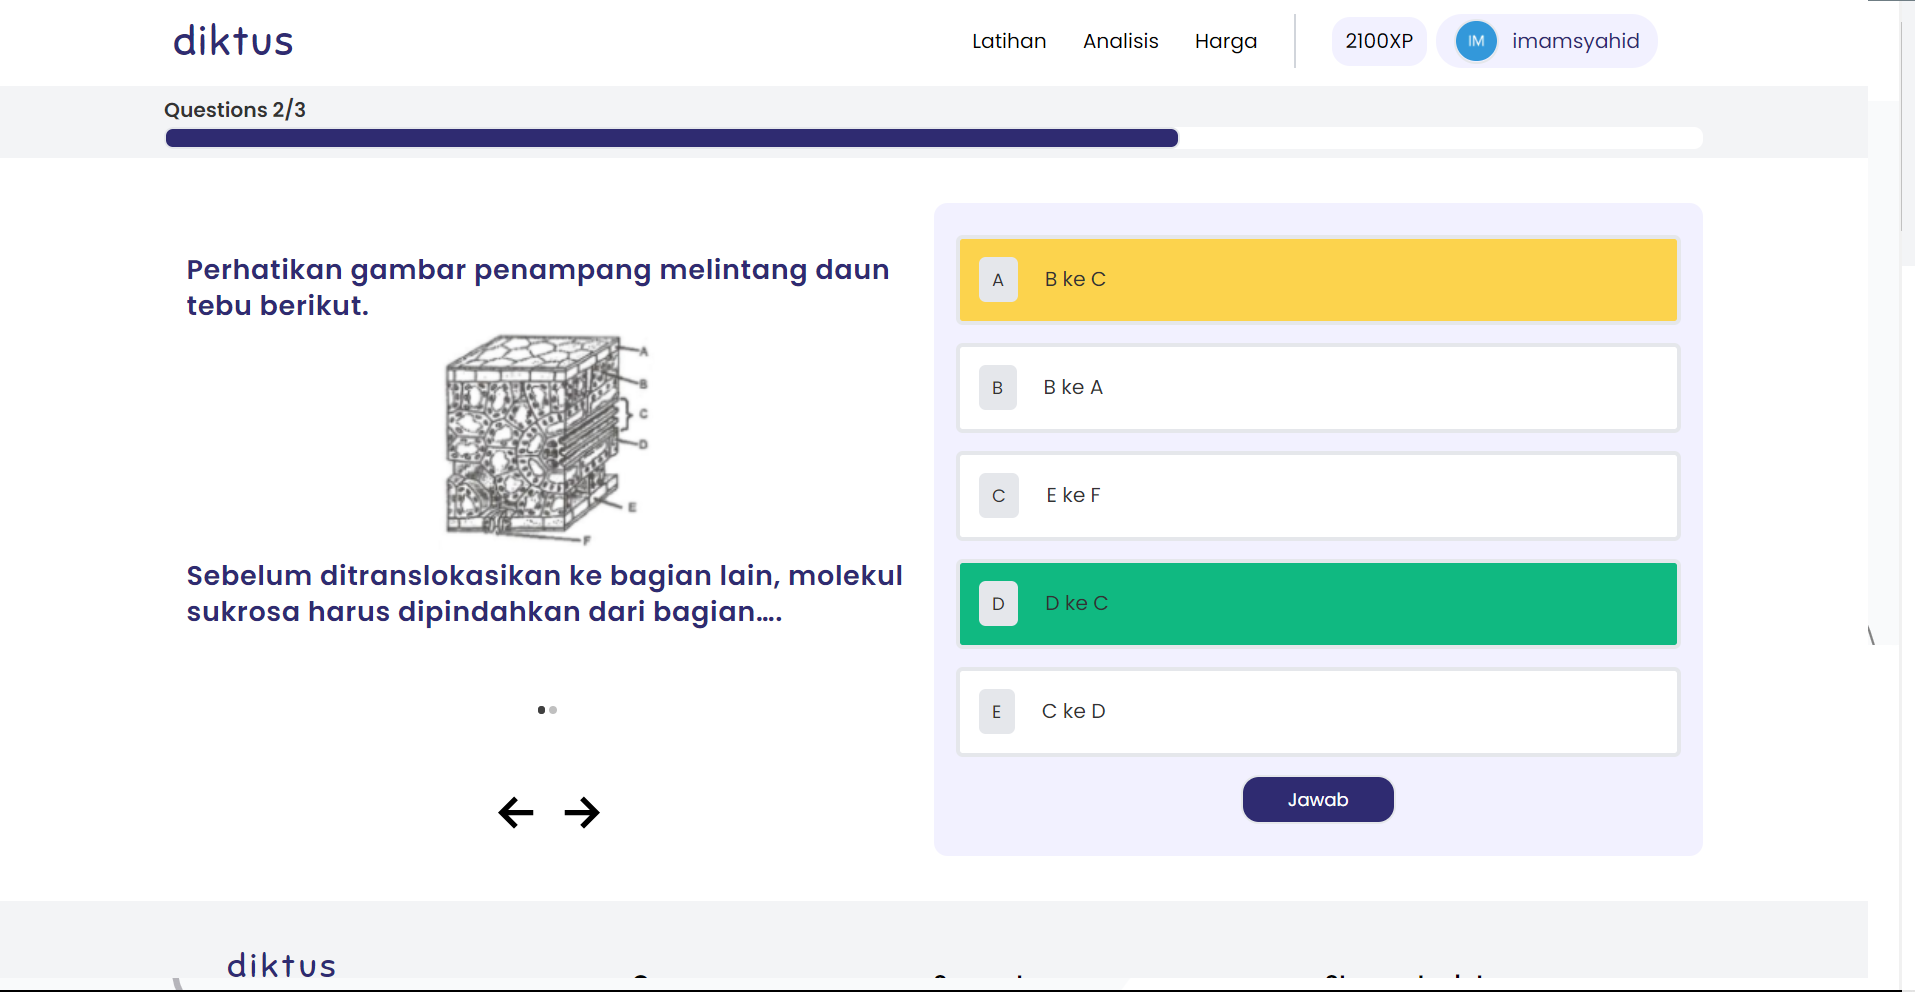 diktus
Latihan
Analisis
Harga
2100XP
IM
imamsyahid
Questions 2/3
Perhatikan gambar penampang melintang daun
tebu berikut.
A
B
C
D
E
F
Sebelum ditranslokasikan ke bagian lain, molekul
sukrosa harus dipindahkan dari bagian....
A B ke C
B B ke A
C E ke F
D D ke C
E C ke D
Jawab
diktus